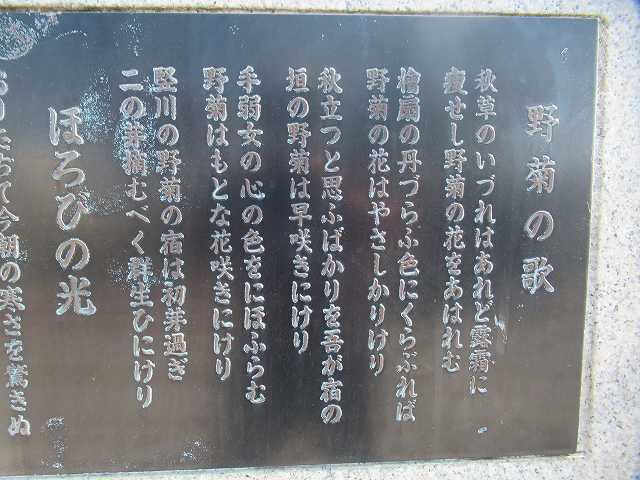 野菊の歌
秋草のいづれはあれど露霜に
痩せし野菊の花をあはれむ
檜扇の丹づらふ色にくらぶれば
野菊の花はやさしかりけり
秋立つと思ふばかりを吾が宿の
垣の野菊は早咲きにけり
手弱女の心の色をにほふらむ
野菊はもとな花咲きにけり
竪川の野菊の宿は初芽過ぎ
二の芽摘むべく群生ひにけり
ほろびの光
おりたちて今朝の寒さを驚きぬ